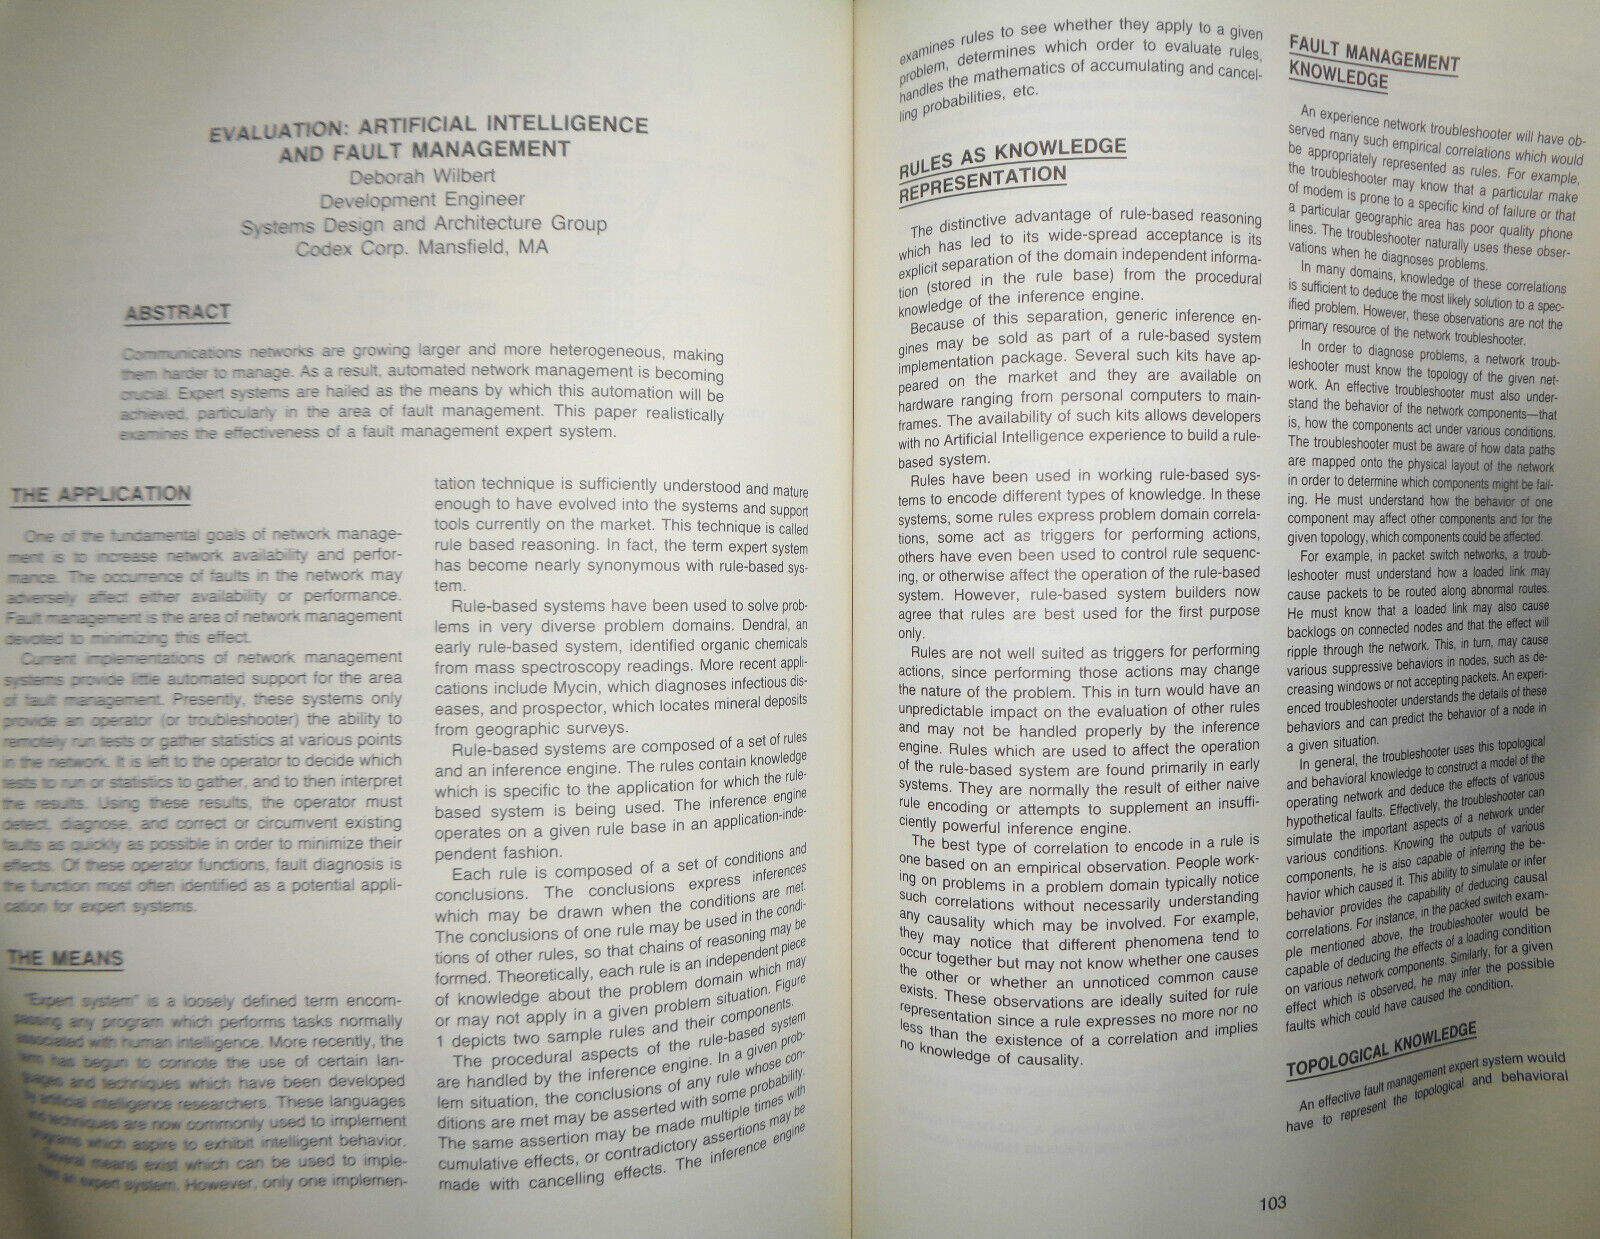 EVALUATION: ARTIFICIAL INTELLIGENCE
AND FAULT MANAGEMENT
Deborah Wilbert
Development Engineer
Systems Design and Architecture Group
Codex Corp. Mansfield, MA
ABSTRACT
Communications networks are growing larger and more heterogeneous, making
them harder to manage. As a result, automated network management is becoming
crucial. Expert systems are hailed as the means by which this automation will be
achieved, particularly in the area of fault management. This paper realistically
examines the effectiveness of a fault management expert system.
THE APPLICATION
One of the fundamental goals of network manage-
ment is to increase network availability and perfor-
mance. The occurrence of faults in the network may
adversely affect either availability or performance.
Fault management is the area of network management
devoted to minimizing this effect.
Current implementations of network management
systems provide little automated support for the area
of fault management. Presently, these systems only
provide an operator (or troubleshooter) the ability to
remotely run tests or gather statistics at various points
in the network. It is left to the operator to decide which
tests to run or statistics to gather, and to then interpret
the results. Using these results, the operator must
detect, diagnose, and correct or circumvent existing
faults as quickly as possible in order to minimize their
effects. Of these operator functions, fault diagnosis is
the function most often identified as a potential appli-
cation for expert systems.
THE MEANS
"Expert system" is a loosely defined term encom-
passing any program which performs tasks normally
associated with human intelligence. More recently, the
term has begun to connote the use of certain lan-
guages and techniques which have been developed
by artificial intelligence researchers. These languages
and techniques are now commonly used to implement
programs which aspire to exhibit intelligent behavior.
Several means exist which can be used to imple-
ment an expert system. However, only one implemen-
tation technique is sufficiently understood and mature
enough to have evolved into the systems and support
tools currently on the market. This technique is called
rule based reasoning. In fact, the term expert system
has become nearly synonymous with rule-based sys-
tem.
Rule-based systems have been used to solve prob-
lems in very diverse problem domains. Dendral, an
early rule-based system, identified organic chemicals
from mass spectroscopy readings. More recent appli-
cations include Mycin, which diagnoses infectious dis-
eases, and prospector, which locates mineral deposits
from geographic surveys.
Rule-based systems are composed of a set of rules
and an inference engine. The rules contain knowledge
which is specific to the application for which the rule-
based system is being used. The inference engine
operates on a given rule base in an application-inde-
pendent fashion.
Each rule is composed of a set of conditions and
conclusions. The conclusions express inferences
which may be drawn when the conditions are met.
The conclusions of one rule may be used in the condi-
tions of other rules, so that chains of reasoning may be
formed. Theoretically, each rule is an independent piece
of knowledge about the problem domain which may
or may not apply in a given problem situation. Figure
1 depicts two sample rules and their components.
The procedural aspects of the rule-based system
are handled by the inference engine. In a given prob-
lem situation, the conclusions of any rule whose con-
ditions are met may be asserted with some probability.
The same assertion may be made multiple times with
cumulative effects, or contradictory assertions may be
made with cancelling effects. The inference engine
examines rules to see whether they apply to a given
problem, determines which order to evaluate rules,
handles the mathematics of accumulating and cancel-
ling probabilities, etc.
RULES AS KNOWLEDGE
REPRESENTATION
The distinctive advantage of rule-based reasoning
which has led to its wide-spread acceptance is its
explicit separation of the domain independent informa-
tion (stored in the rule base) from the procedural
knowledge of the inference engine.
Because of this separation, generic inference en-
gines may be sold as part of a rule-based system
implementation package. Several such kits have ap-
peared on the market and they are available on
hardware ranging from personal computers to main-
frames. The availability of such kits allows developers
with no Artificial Intelligence experience to build a rule-
based system.
Rules have been used in working rule-based sys-
tems to encode different types of knowledge. In these
systems, some rules express problem domain correla-
tions, some act as triggers for performing actions,
others have even been used to control rule sequenc-
ing, or otherwise affect the operation of the rule-based
system. However, rule-based system builders now
agree that rules are best used for the first purpose
only.
Rules are not well suited as triggers for performing
actions, since performing those actions may change
the nature of the problem. This in turn would have an
unpredictable impact on the evaluation of other rules
and may not be handled properly by the inference
engine. Rules which are used to affect the operation
of the rule-based system are found primarily in early
systems. They are normally the result of either naive
rule encoding or attempts to supplement an insuffi-
ciently powerful inference engine.
The best type of correlation to encode in a rule is
one based on an empirical observation. People work-
ing on problems in a problem domain typically notice
such correlations without necessarily understanding
any causality which may be involved. For example,
they may notice that different phenomena tend to
occur together but may not know whether one causes
the other or whether an unnoticed common cause
exists. These observations are ideally suited for rule
representation since a rule expresses no more nor no
less than the existence of a correlation and implies
no knowledge of causality.
FAULT MANAGEMENT
KNOWLEDGE
An experience network troubleshooter will have ob-
served many such empirical correlations which would
be appropriately represented as rules. For example,
the troubleshooter may know that a particular make
of modem is prone to a specific kind of failure or that
a particular geographic area has poor quality phone
lines. The troubleshooter naturally uses these obser-
vations when he diagnoses problems.
In many domains, knowledge of these correlations
is sufficient to deduce the most likely solution to a spec-
ified problem. However, these observations are not the
primary resource of the network troubleshooter.
In order to diagnose problems, a network troub-
leshooter must know the topology of the given net-
work. An effective troubleshooter must also under-
stand the behavior of the network components—that
is, how the components act under various conditions.
The troubleshooter must be aware of how data paths
are mapped onto the physical layout of the network
in order to determine which components might be fail-
ing. He must understand how the behavior of one
component may affect other components and for the
given topology, which components could be affected.
For example, in packet switch networks, a troub-
leshooter must understand how a loaded link may
cause packets to be routed along abnormal routes.
He must know that a loaded link may also cause
backlogs on connected nodes and that the effect will
ripple through the network. This, in turn, may cause
various suppressive behaviors in nodes, such as de-
creasing windows or not accepting packets. An experi-
enced troubleshooter understands the details of these
behaviors and can predict the behavior of a node in
a given situation.
In general, the troubleshooter uses this topological
and behavioral knowledge to construct a model of the
operating network and deduce the effects of various
hypothetical faults. Effectively, the troubleshooter can
simulate the important aspects of a network under
various conditions. Knowing the outputs of various
components, he is also capable of inferring the be-
havior which caused it. This ability to simulate or infer
behavior provides the capability of deducing causal
correlations. For instance, in the packed switch exam-
ple mentioned above, the troubleshooter would be
capable of deducing the effects of a loading condition
on various network components. Similarly, for a given
effect which is observed, he may infer the possible
faults which could have caused the condition.
TOPOLOGICAL KNOWLEDGE
An effective fault management expert system would
have to represent the topological and behavioral
103